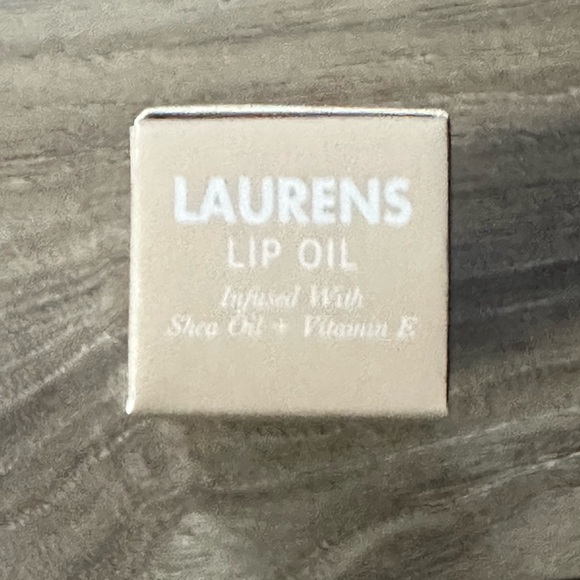 LAURENS
LIP OIL
Infused With
Shea Oil + Vitamin E